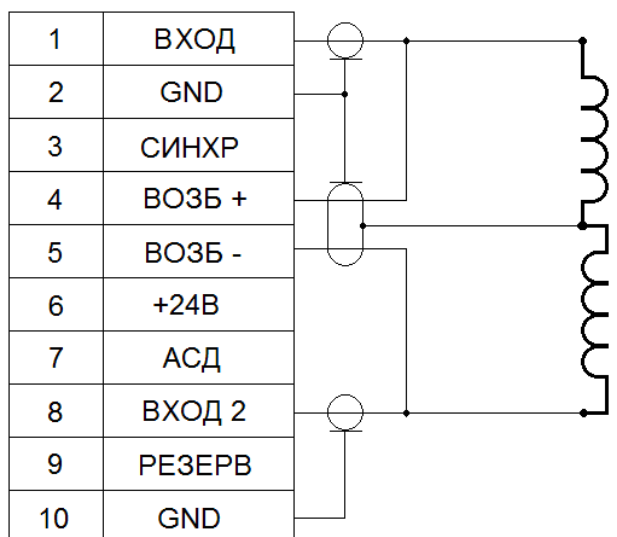 1 ВХОД
2 GND
3 СИНХР
4 ВОЗБ +
5 ВОЗБ -
6 +24В
7 АСД
8 ВХОД 2
9 РЕЗЕРВ
10 GND